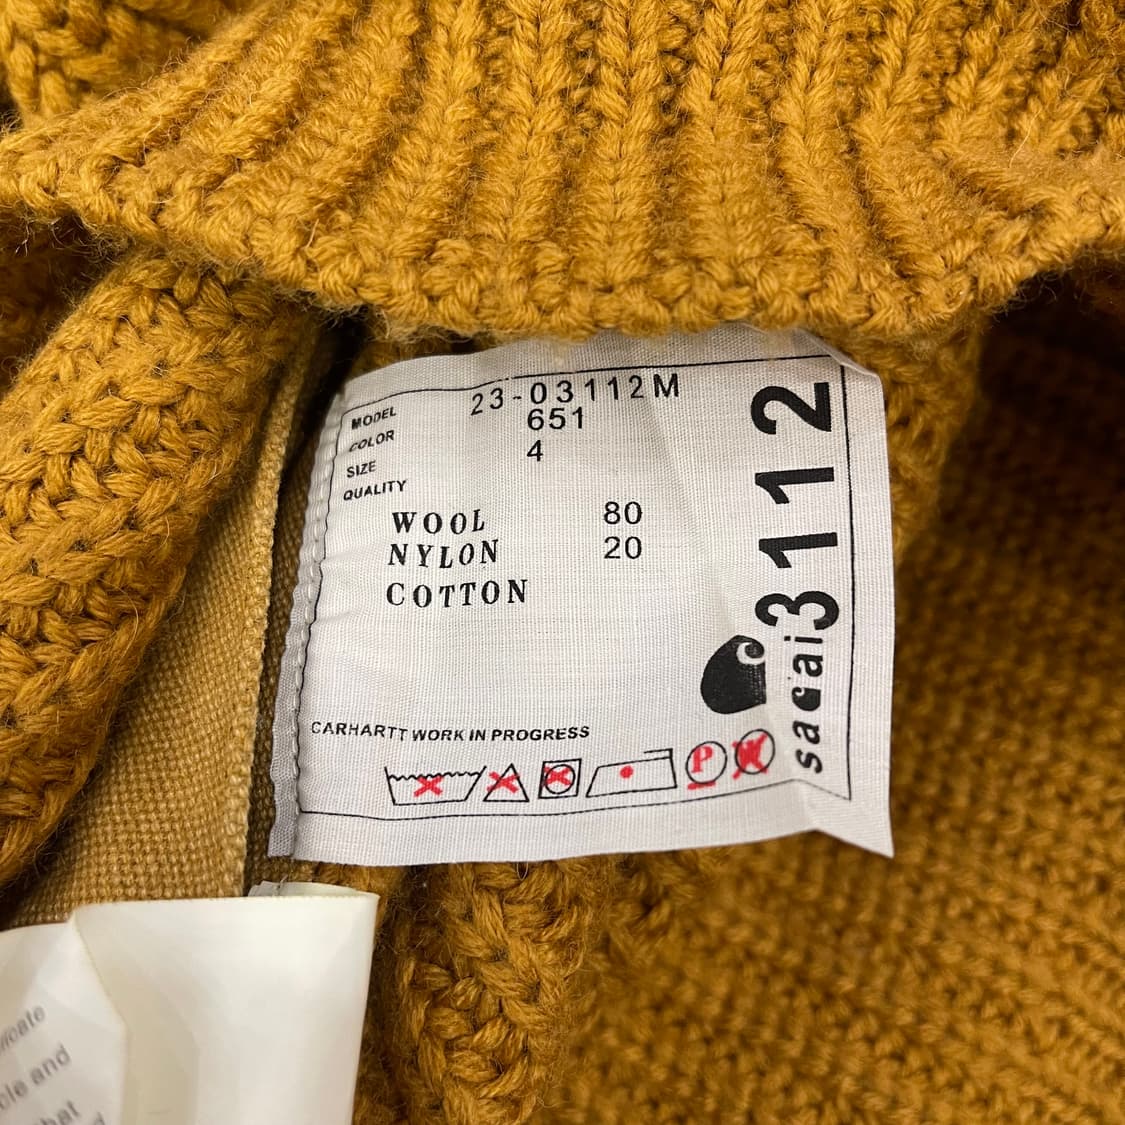 MODEL 23-03112M
COLOR 651
SIZE 4
QUALITY
WOOL 80
NYLON 20
COTTON
CARHARTT WORK IN PROGRESS
P
sacai 3112
and